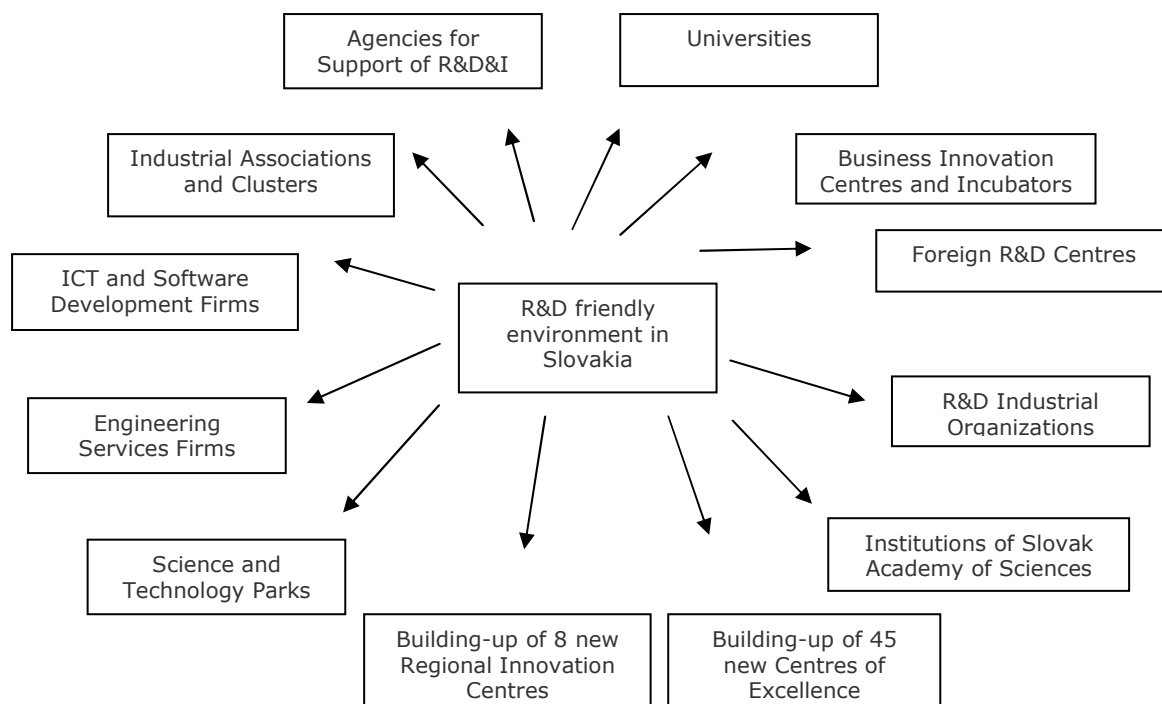 Agencies for
Support of R&D&I
Universities
Industrial Associations
and Clusters
Business Innovation
Centres and Incubators
ICT and Software
Development Firms
Foreign R&D Centres
R&D friendly
environment in
Slovakia
Engineering
Services Firms
R&D Industrial
Organizations
Science and
Technology Parks
Institutions of Slovak
Academy of Sciences
Building-up of 8 new
Regional Innovation
Centres
Building-up of 45
new Centres of
Excellence